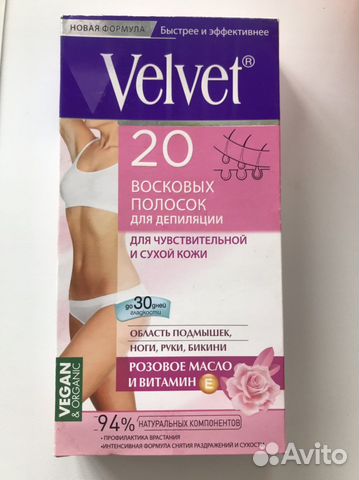 НОВАЯ ФОРМУЛА
Быстрее и эффективнее
Velvet®
20
ВОСКОВЫХ
ПОЛОСОК
ДЛЯ ДЕПИЛЯЦИИ
ДЛЯ ЧУВСТВИТЕЛЬНОЙ
И СУХОЙ КОЖИ
до 30 дней
гладкости
ОБЛАСТЬ ПОДМЫШЕК,
НОГИ, РУКИ, БИКИНИ
РОЗОВОЕ МАСЛО
И ВИТАМИН E
VEGAN
& ORGANIC
94% НАТУРАЛЬНЫХ КОМПОНЕНТОВ
• ПРОФИЛАКТИКА ВРАСТАНИЯ
• ИНТЕНСИВНАЯ ФОРМУЛА СНЯТИЯ РАЗДРАЖЕНИЙ И СУХОСТИ
Avito